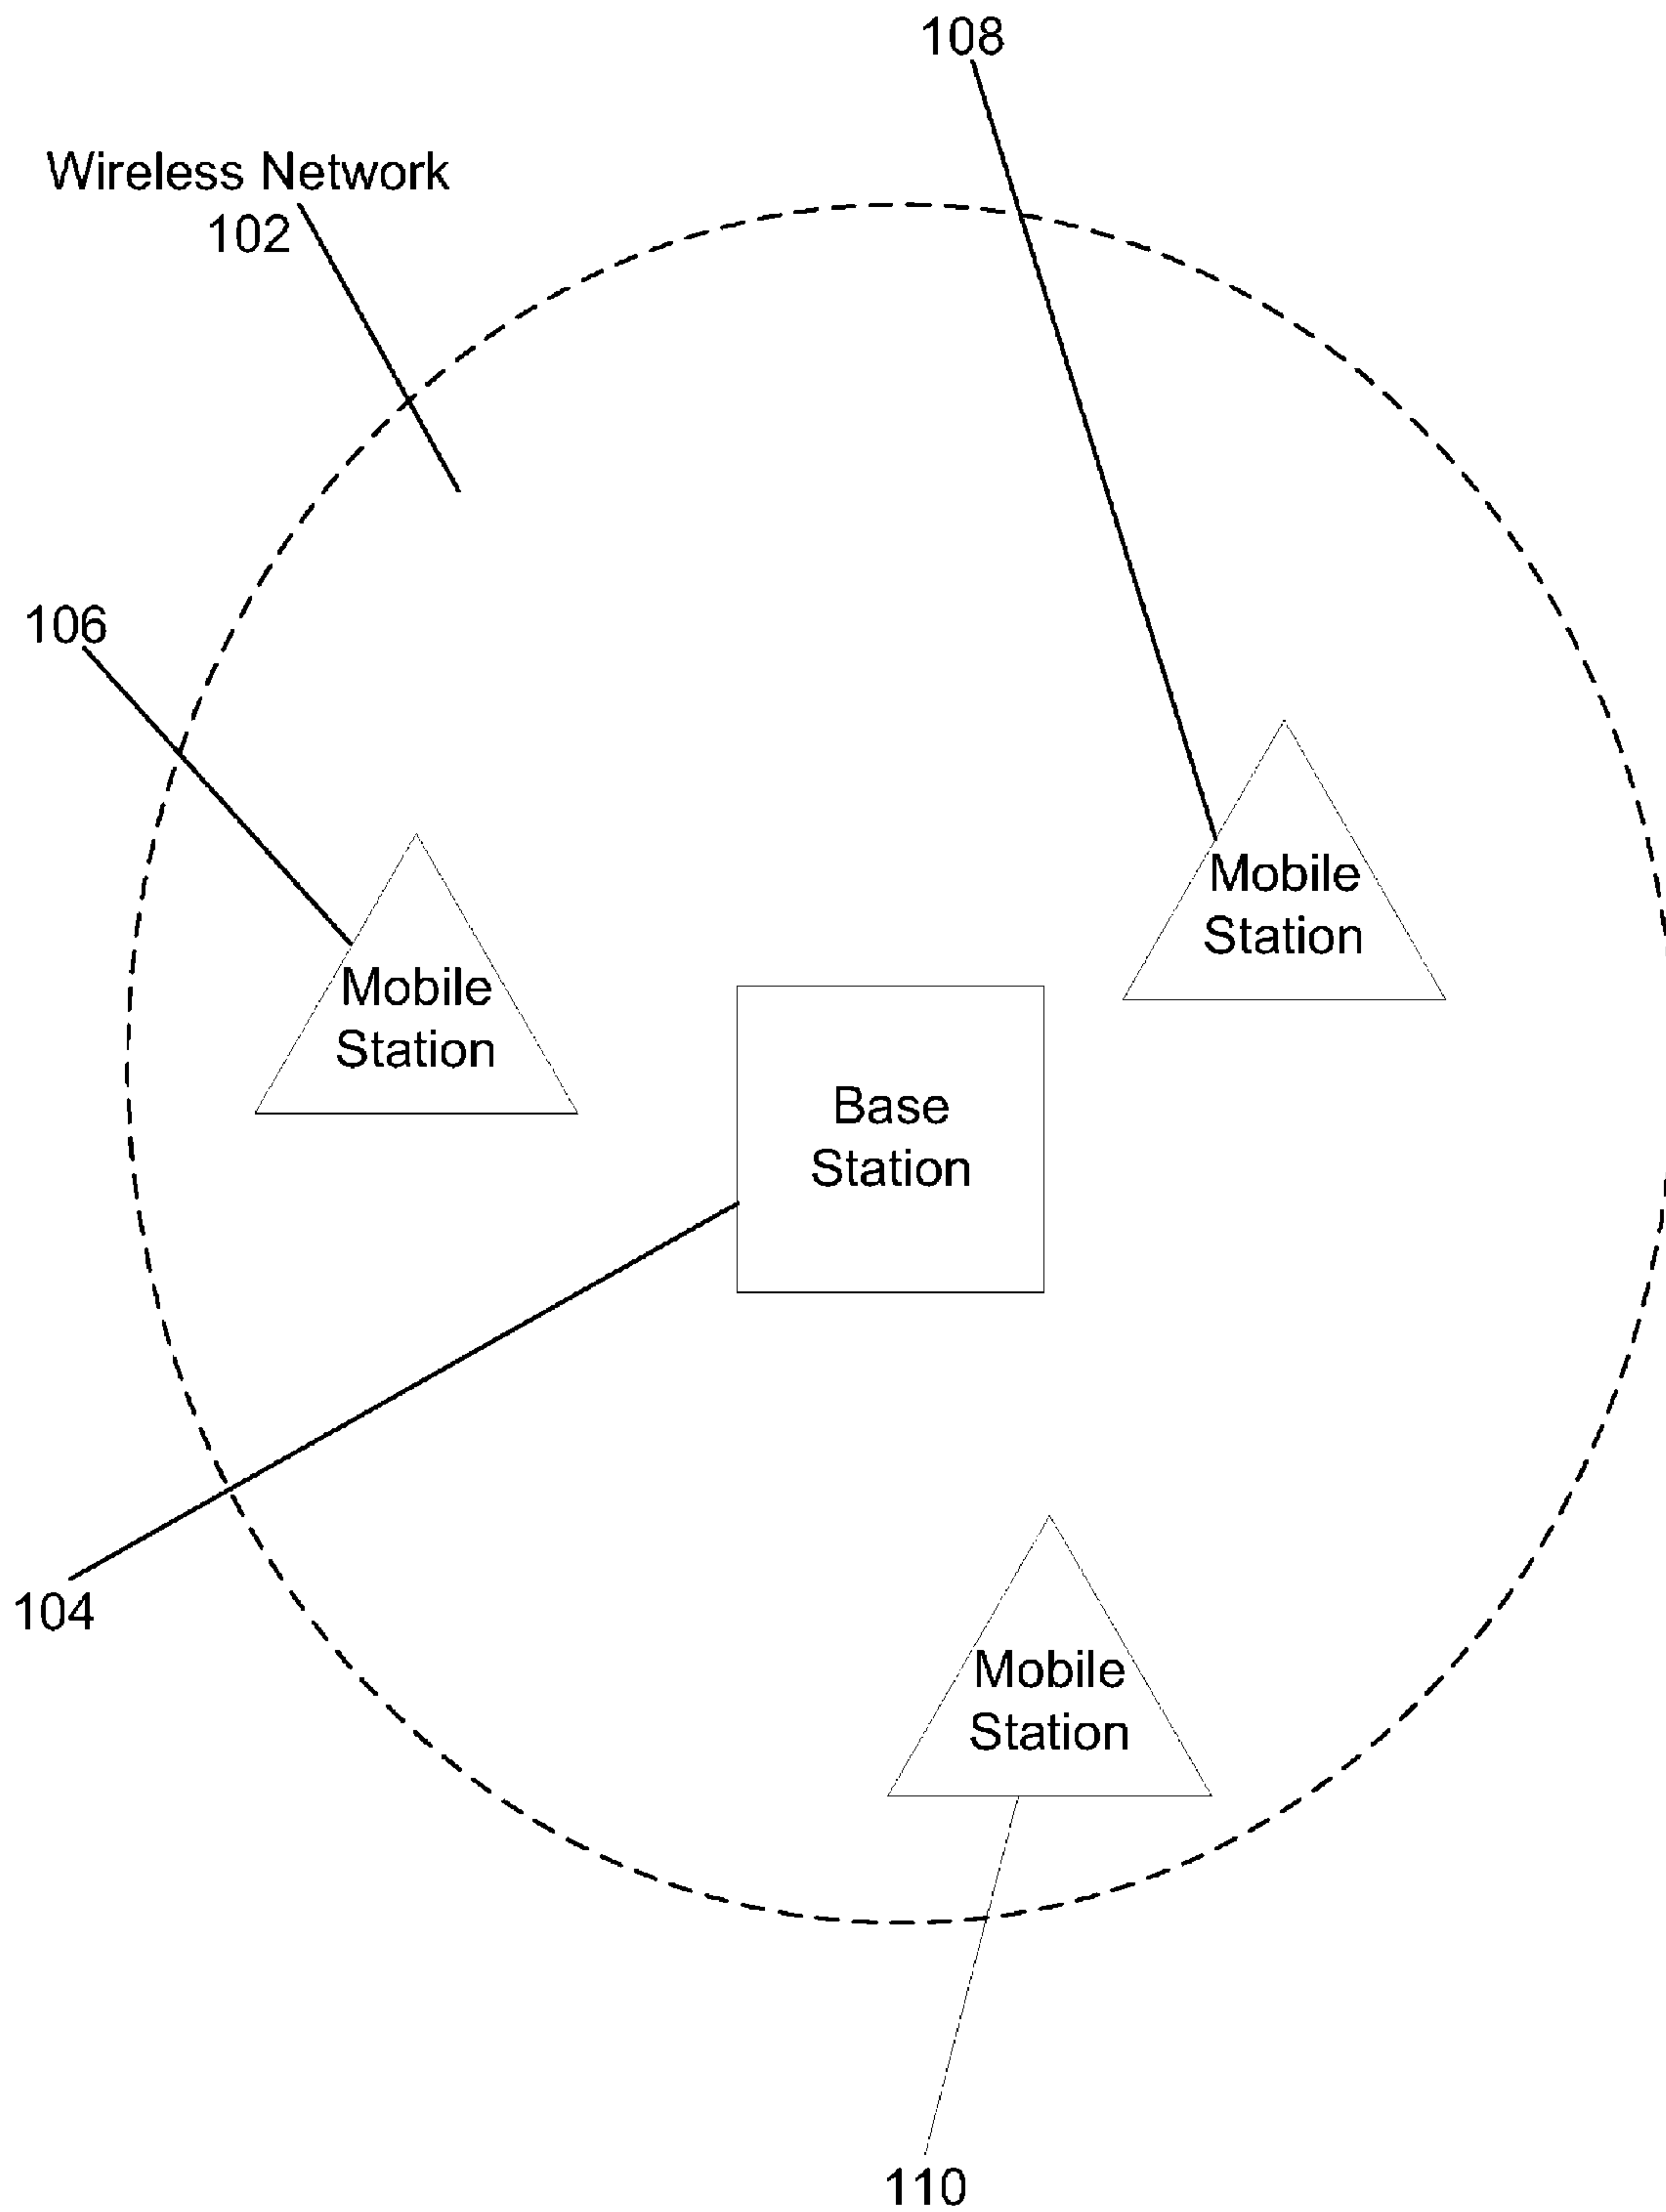 108
Wireless Network
102
106
Mobile
Station
Mobile
Station
Base
Station
104
Mobile
Station
110